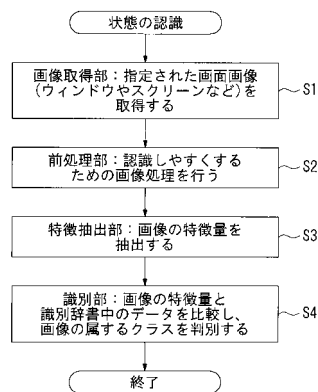 状態の認識
画像取得部：指定された画面画像
（ウィンドウやスクリーンなど）を
取得する
S1
前処理部：認識しやすくする
ための画像処理を行う
S2
特徴抽出部：画像の特徴量を
抽出する
S3
識別部：画像の特徴量と
識別辞書中のデータを比較し、
画像の属するクラスを判別する
S4
終了